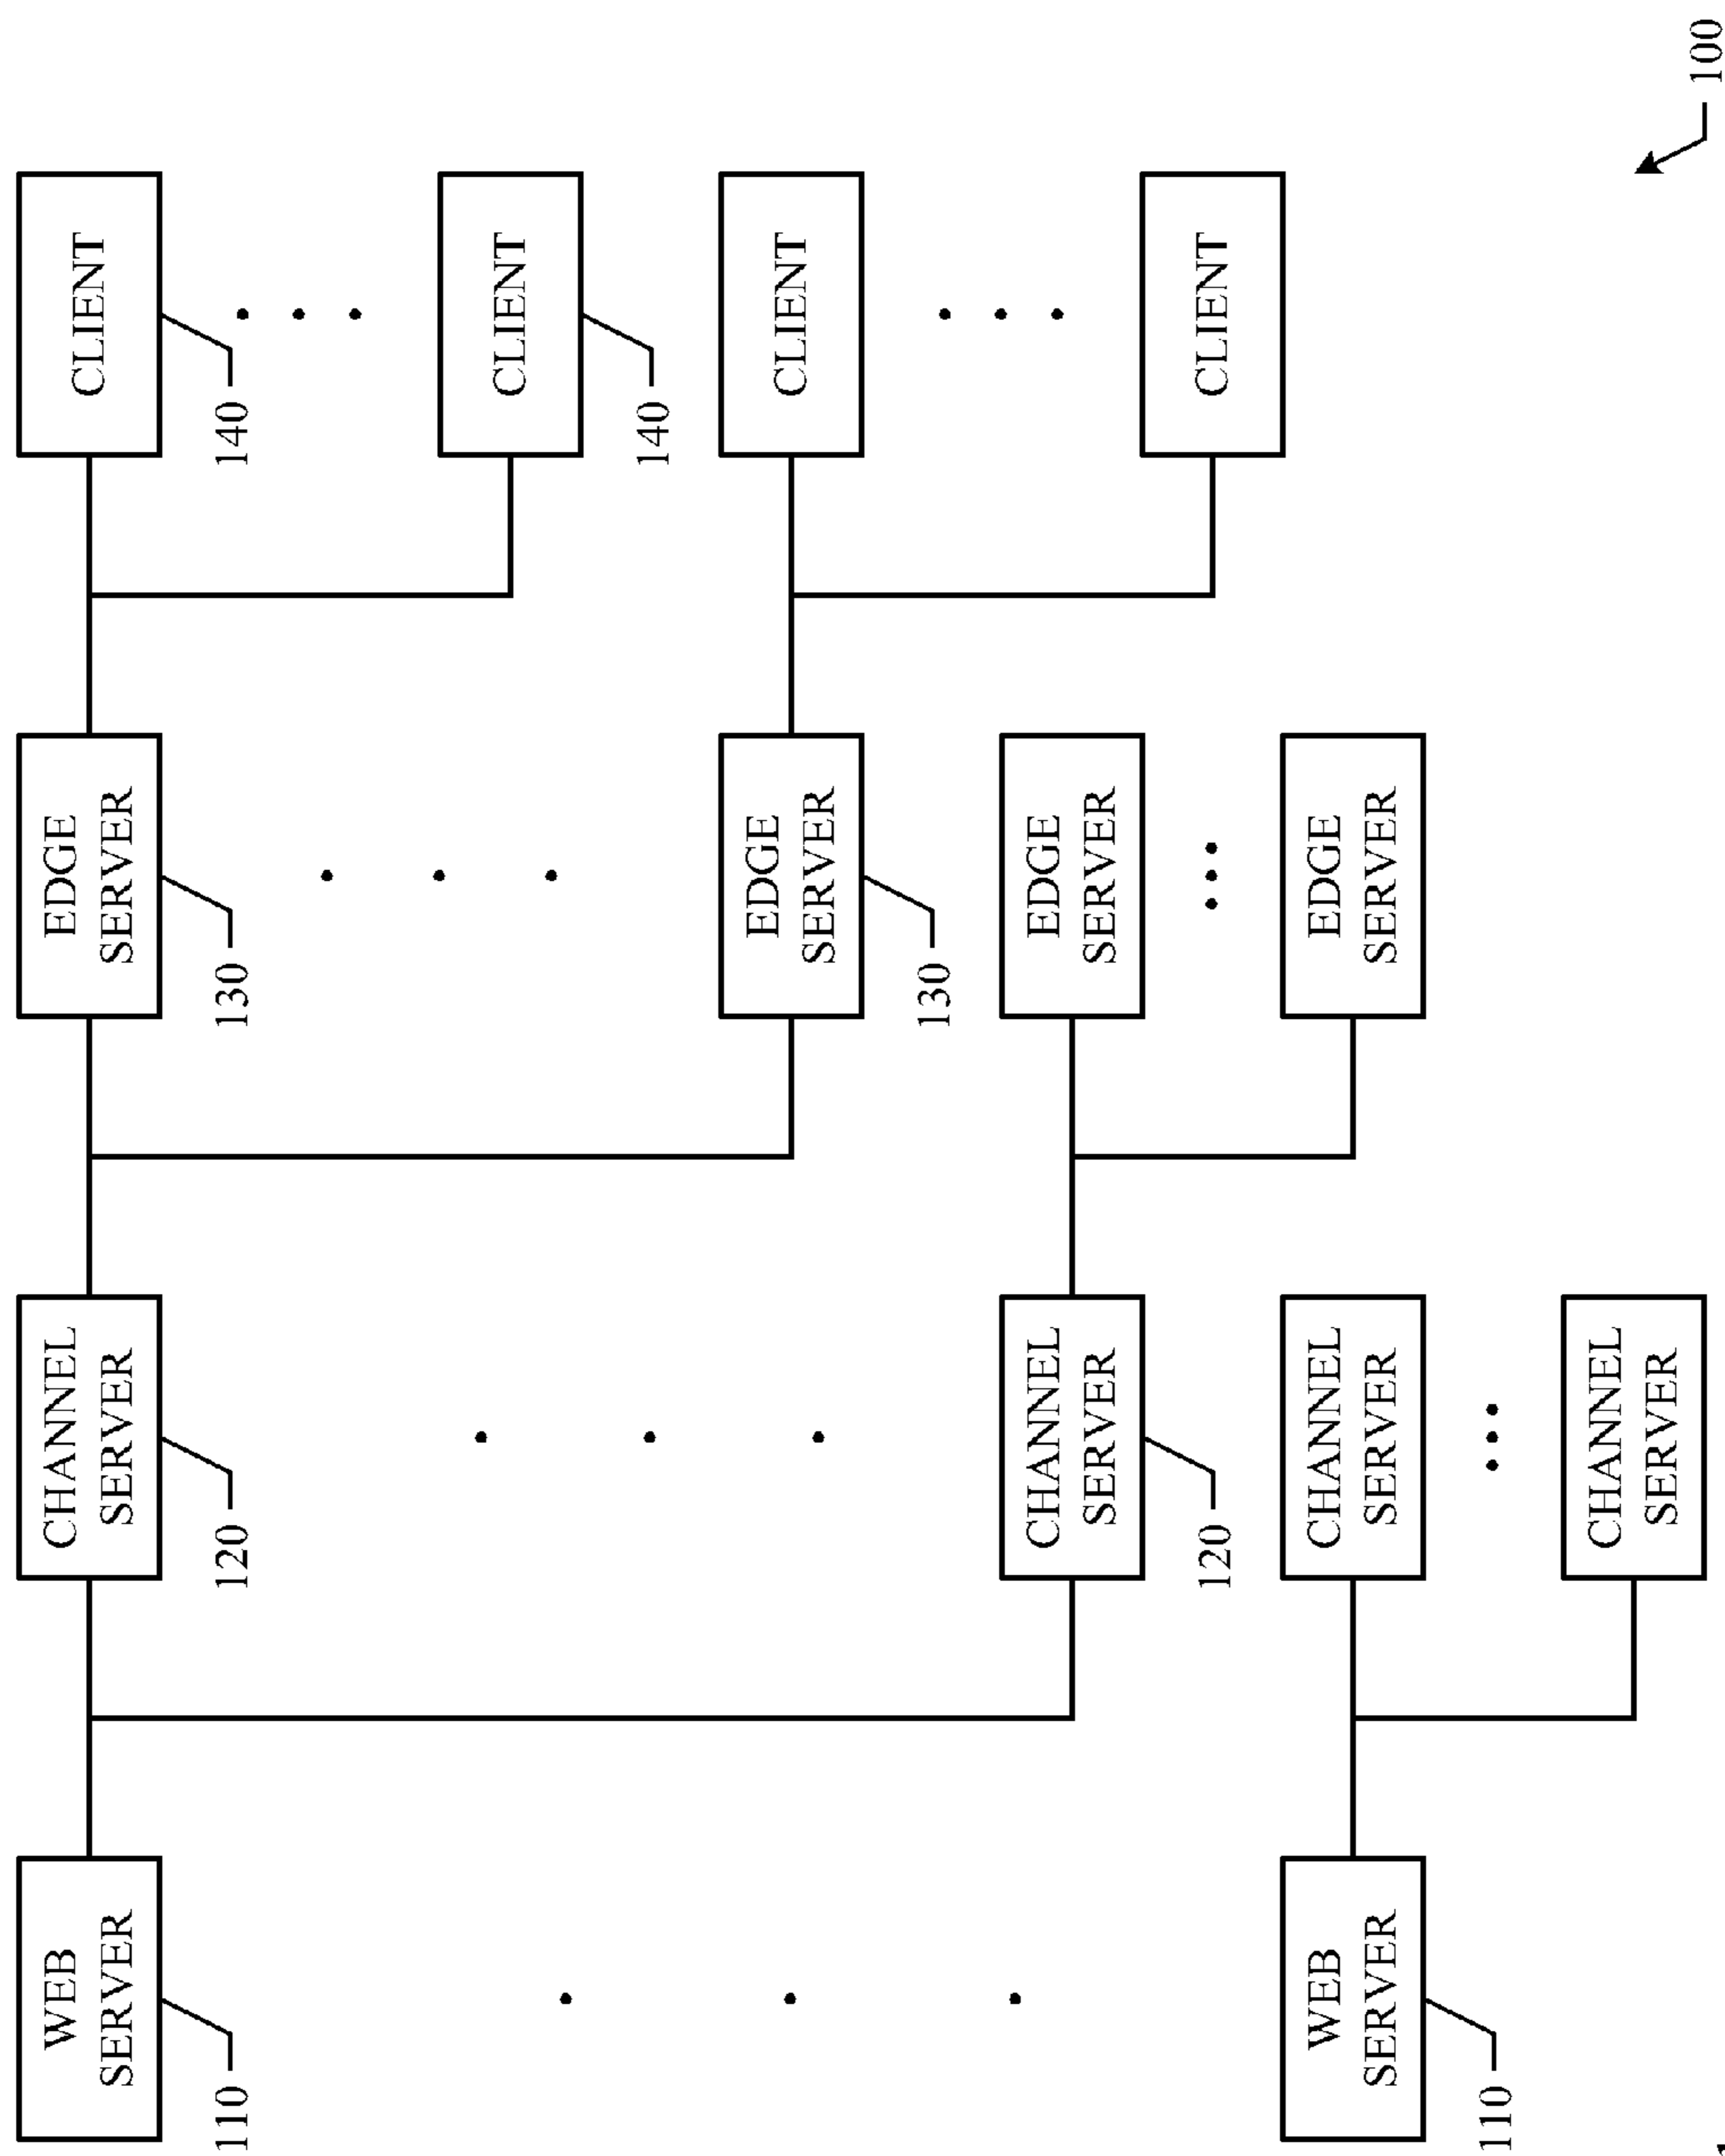 WEB
SERVER
CHANNEL
SERVER
EDGE
SERVER
CLIENT
110
120
130
140
CLIENT
140
EDGE
SERVER
CLIENT
130
CHANNEL
SERVER
EDGE
SERVER
120
CLIENT
WEB
SERVER
CHANNEL
SERVER
EDGE
SERVER
110
CHANNEL
SERVER
100